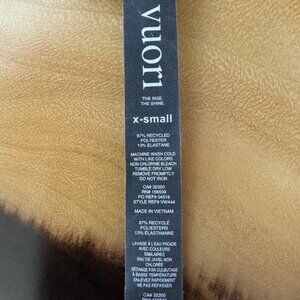 vuori
THE RISE.
THE SHINE.
x-small
87% RECYCLED
POLYESTER
13% ELASTANE
MACHINE WASH COLD
WITH LIKE COLORS
NON CHLORINE BLEACH
TUMBLE DRY LOW
REMOVE PROMPTLY
DO NOT IRON
CA# 32350
RN# 156509
PO REF# 04516
STYLE REF# VW444
MADE IN VIETNAM
87% RECYCLÉ
POLIESTERS
13% ÉLASTHANNE
LAVAGE À L'EAU FROIDE
AVEC COULEURS
SIMILAIRES
EAU DE JAVEL NON
CHLORÉE
SÉCHAGE PAR CULBUTAGE
À BASSE TEMPÉRATURE
ENLEVEZ RAPIDEMENT
NE PAS REPASSER
CA# 32350